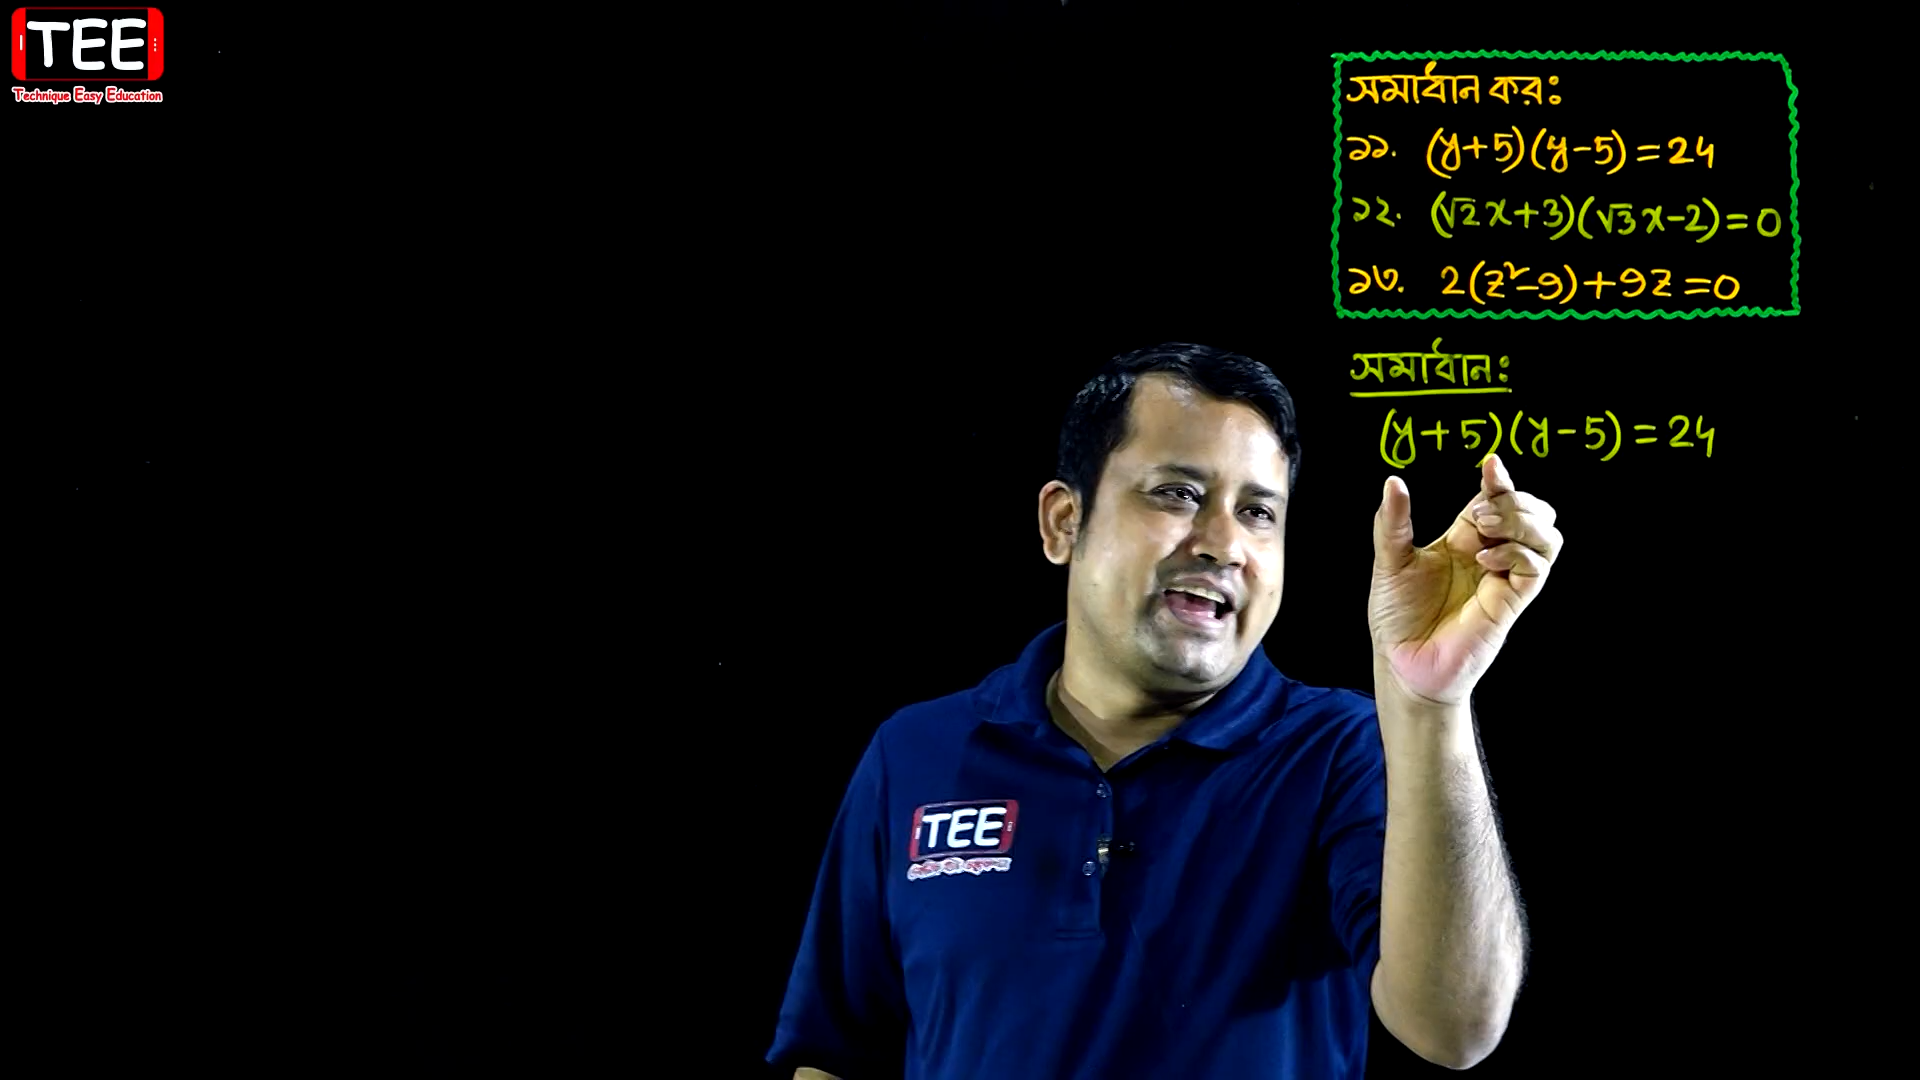 TEE
Technique Easy Education
সমাধান করঃ
১১. (y+5)(y-5)=24
১২. (√2x+3)(√3x-2)=0
১৩. 2(z²-9)+9z=0
সমাধানঃ
(y+5)(y-5)=24
TEE